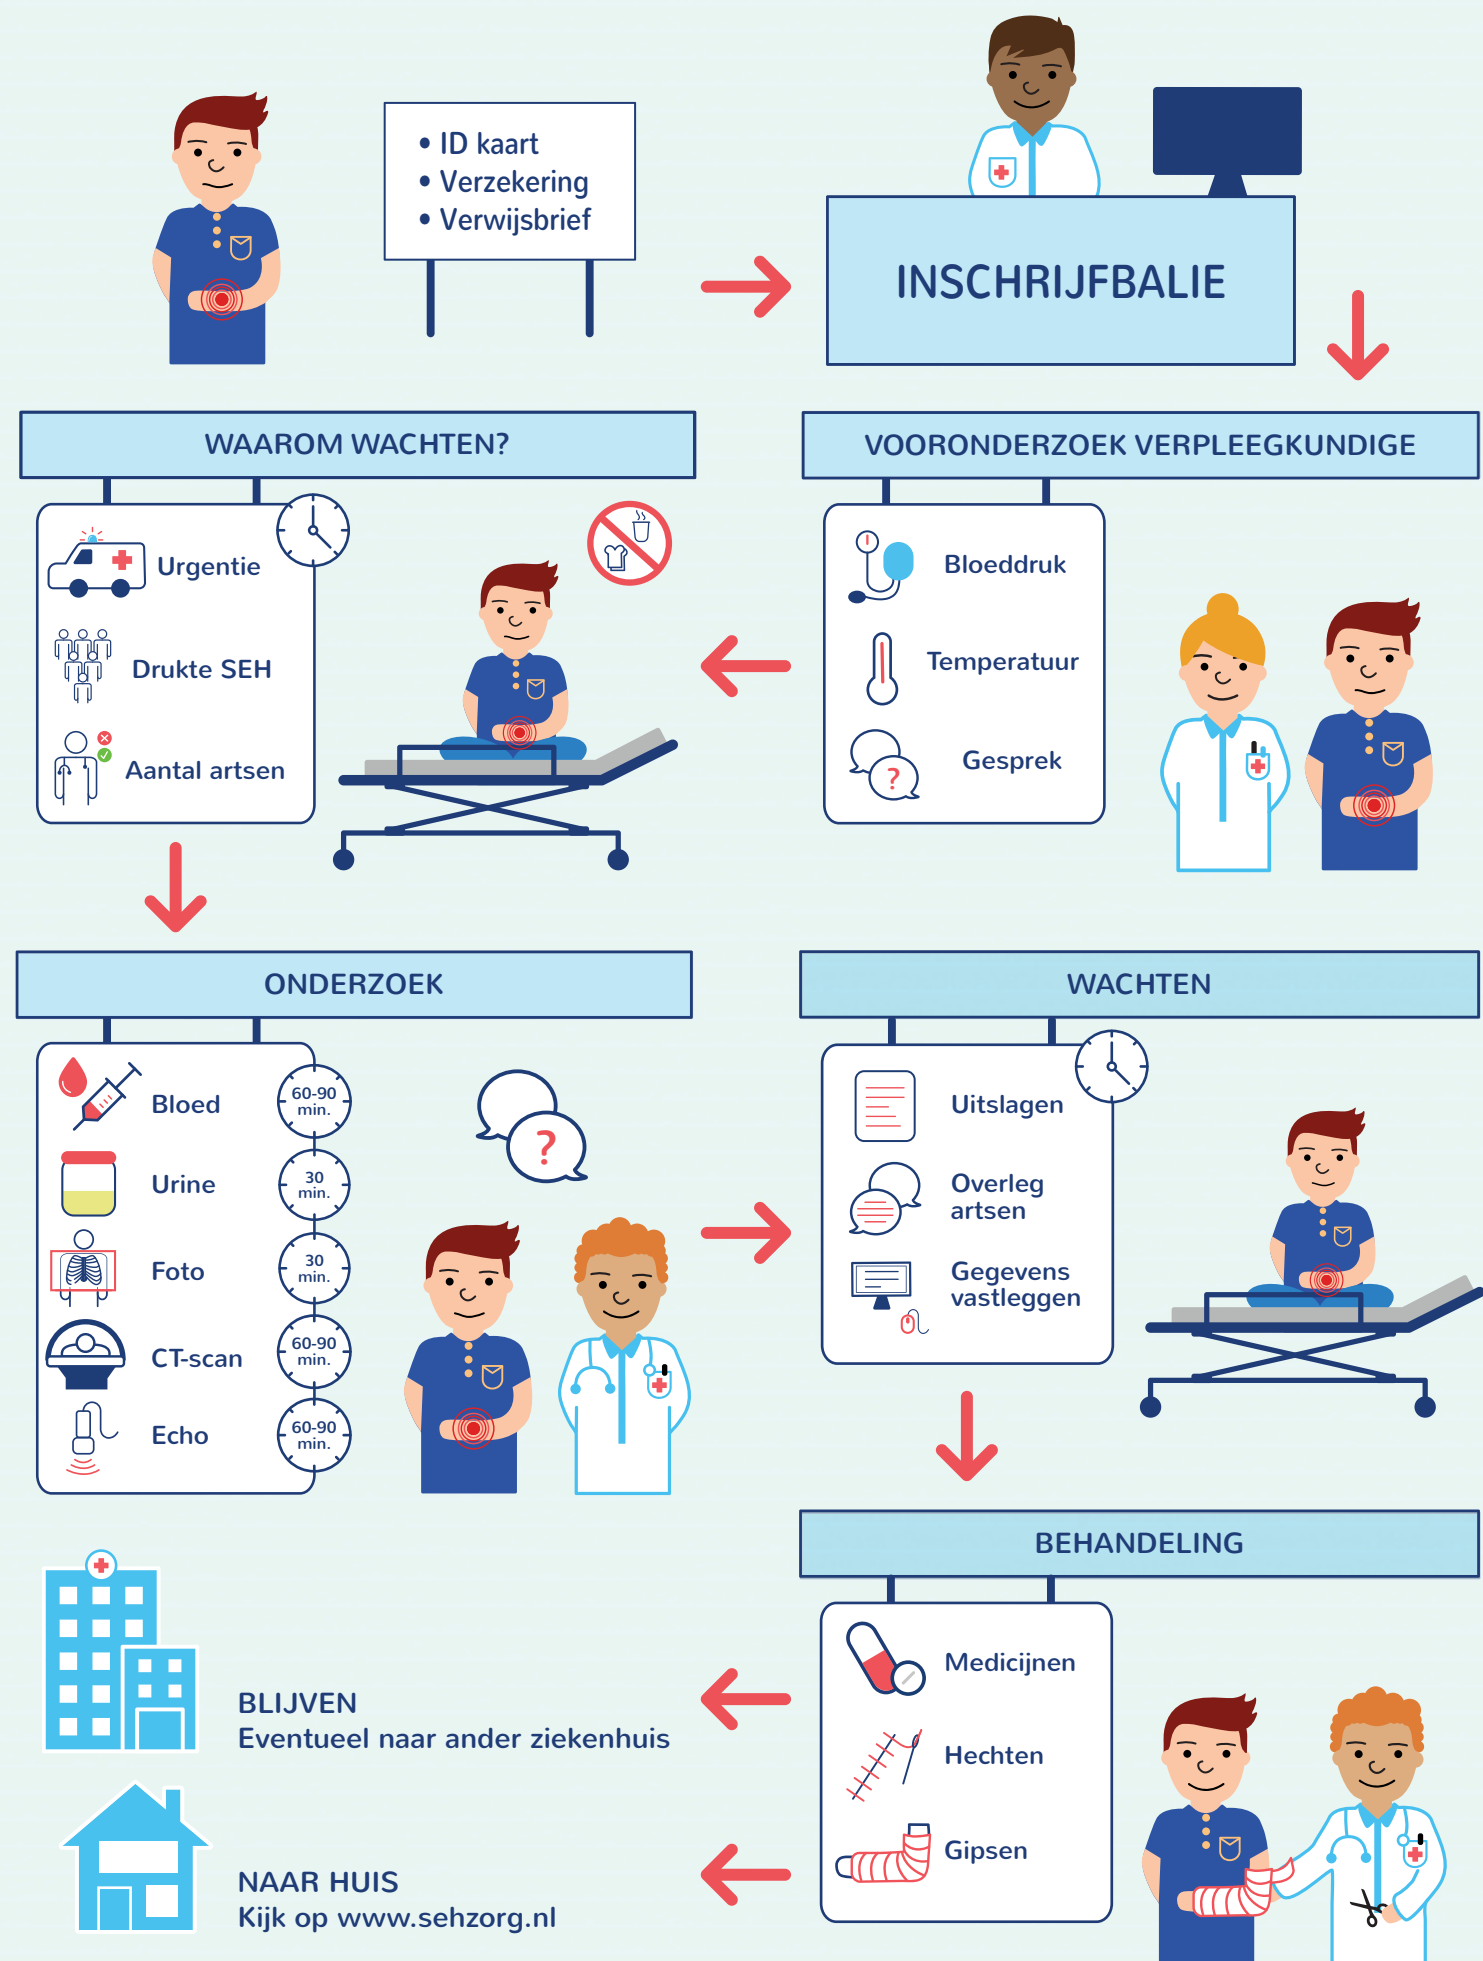 • ID kaart
• Verzekering
• Verwijsbrief
INSCHRIJFBALIE
VOORONDERZOEK VERPLEEGKUNDIGE
Bloeddruk
Temperatuur
Gesprek
?
WAAROM WACHTEN?
Urgentie
Drukte SEH
Aantal artsen
ONDERZOEK
Bloed
60-90
min.
Urine
30
min.
Foto
30
min.
CT-scan
60-90
min.
Echo
60-90
min.
?
WACHTEN
Uitslagen
Overleg
artsen
Gegevens
vastleggen
BEHANDELING
Medicijnen
Hechten
Gipsen
BLIJVEN
Eventueel naar ander ziekenhuis
NAAR HUIS
Kijk op www.sehzorg.nl